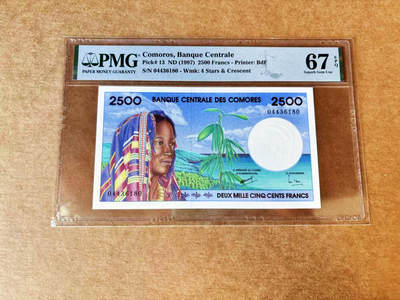 PMG
PAPER MONEY GUARANTY
Comoros, Banque Centrale
Pick# 13 ND (1997) 2500 Francs - Printer: BdF
S/N 04436180 - Wmk: 4 Stars & Crescent
67 EPQ
Superb Gem Unc
2500 BANQUE CENTRALE DES COMORES 2500
04436180
04436180
DEUX MILLE CINQ CENTS FRANCS